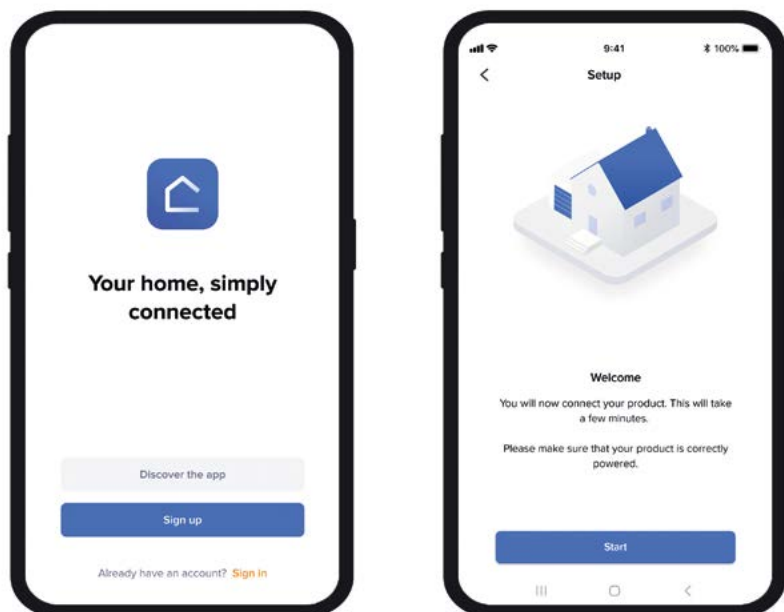 Your home, simply
connected
Discover the app
Sign up
Already have an account? Sign in
9:41
100%
Setup
Welcome
You will now connect your product. This will take
a few minutes.
Please make sure that your product is correctly
powered.
Start